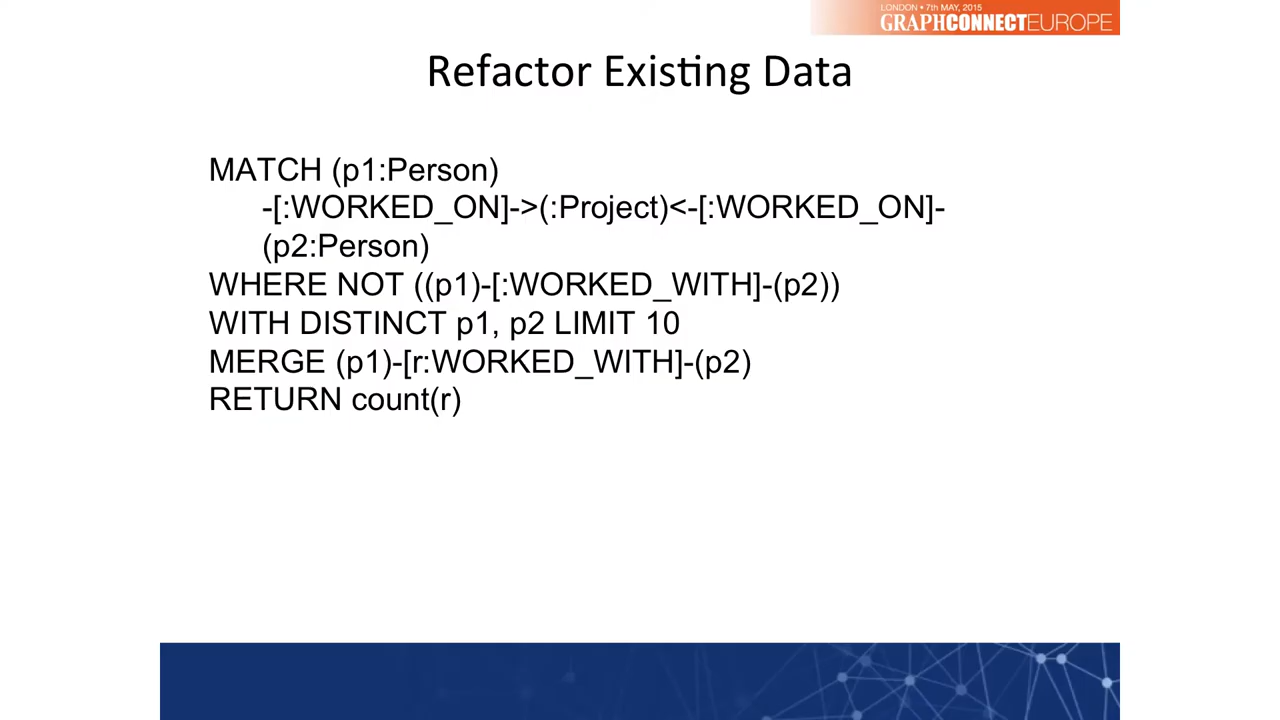 LONDON • 7th MAY, 2015
GRAPHCONNECTEUROPE
Refactor Existing Data
MATCH (p1:Person)
-[:WORKED_ON]->(:Project)<-[:WORKED_ON]-
(p2:Person)
WHERE NOT ((p1)-[:WORKED_WITH]-(p2))
WITH DISTINCT p1, p2 LIMIT 10
MERGE (p1)-[r:WORKED_WITH]-(p2)
RETURN count(r)